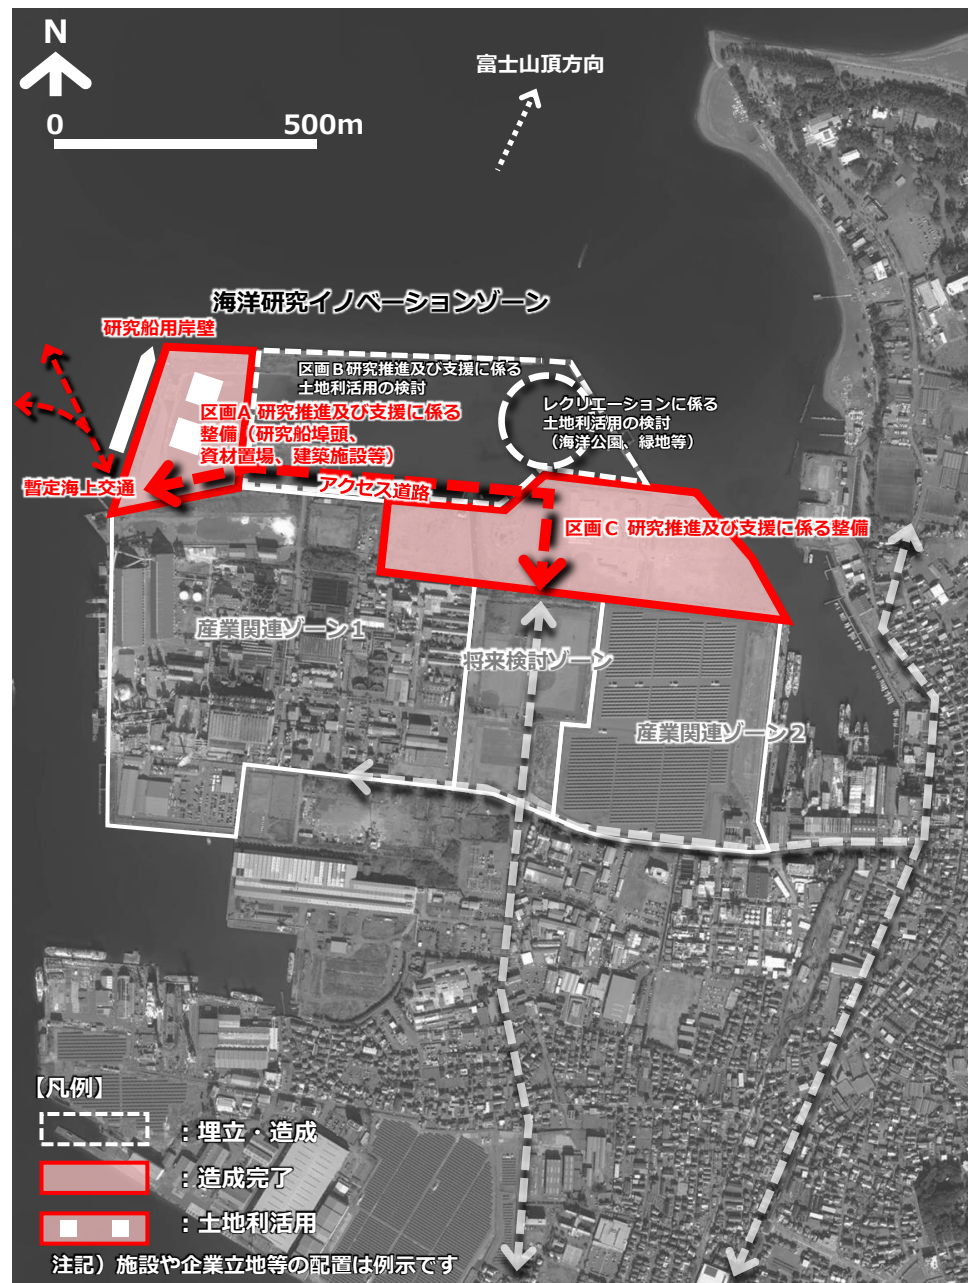 N
0 500m
富士山頂方向
海洋研究イノベーションゾーン
研究船用岸壁
区画B 研究推進及び支援に係る
土地利活用の検討
レクリエーションに係る
土地利活用の検討
（海洋公園、緑地等）
区画A 研究推進及び支援に係る
整備（研究船埠頭、
資材置場、建築施設等）
暫定海上交通
アクセス道路
区画C 研究推進及び支援に係る整備
産業関連ゾーン1
将来検討ゾーン
産業関連ゾーン2
【凡例】
：埋立・造成
：造成完了
：土地利活用
注記）施設や企業立地等の配置は例示です